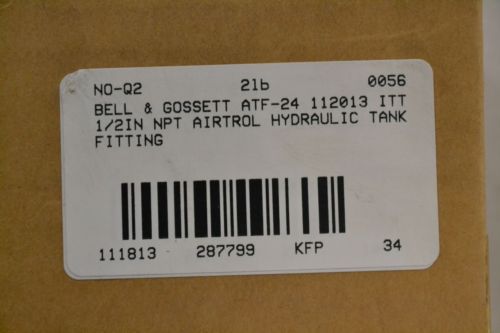 NO-Q2 2lb 0056
BELL & GOSSETT ATF-24 112013 ITT
1/2IN NPT AIRTROL HYDRAULIC TANK
FITTING
111813 287799 KFP 34